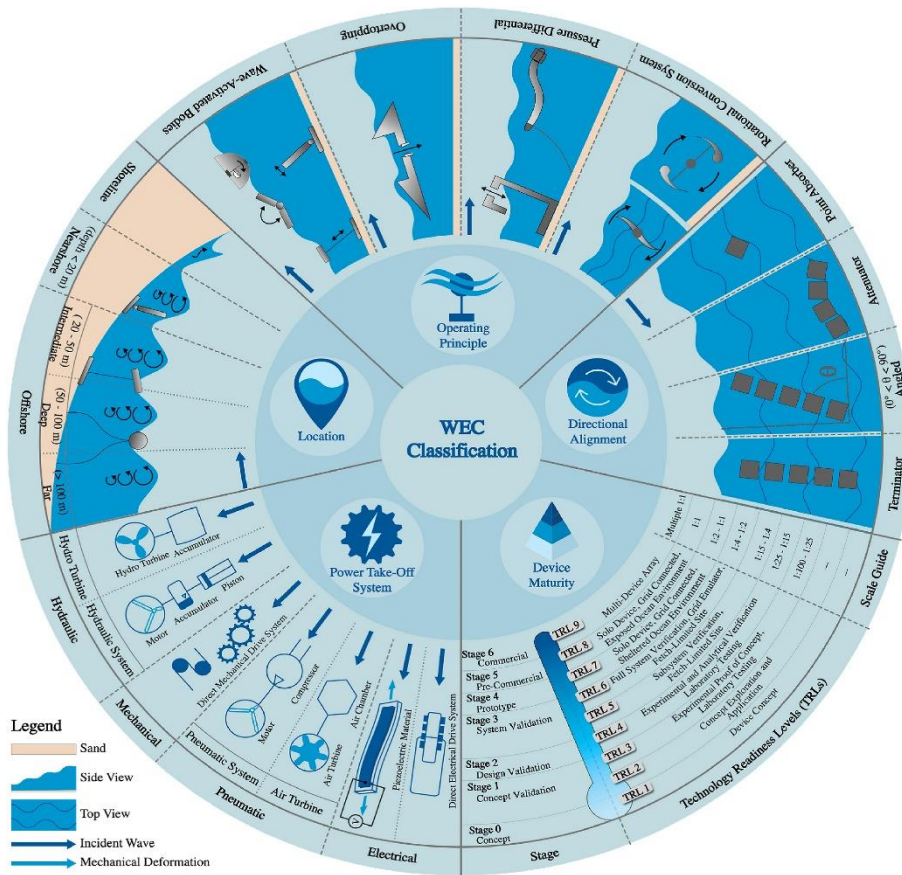 WEC
Classification
Operating
Principle
Directional
Alignment
Device
Maturity
Power Take-Off
System
Location
Wave-Activated Bodies
Overtopping
Pressure Differential
Rotational Conversion System
Point Absorber
Attenuator
Angled
(0° < θ < 90°)
θ
Terminator
Scale Guide
Multiple 1:1
1:1
1:2 - 1:1
1:4 - 1:2
1:15 - 1:4
1:25 - 1:15
1:100 - 1:25
-
-
Multi-Device Array
Solo Device, Grid Connected,
Exposed Ocean Environment
Solo Device, Grid Connected,
Sheltered Ocean Environment
Full System Verification, Grid Emulator
Fetch-Limited Site
Subsystem Verification,
Fetch-Limited Site
Experimental and Analytical Verification
Laboratory Testing
Experimental Proof of Concept,
Laboratory Testing
Concept Exploration and
Application
Device Concept
Technology Readiness Levels (TRLs)
TRL 9
TRL 8
TRL 7
TRL 6
TRL 5
TRL 4
TRL 3
TRL 2
TRL 1
Stage 6
Commercial
Stage 5
Pre-Commercial
Stage 4
Prototype
Stage 3
System Validation
Stage 2
Design Validation
Stage 1
Concept Validation
Stage 0
Concept
Stage
Electrical
Direct Electrical Drive System
Piezoelectric Material
V
Pneumatic
Air Turbine
Air Chamber
Air Turbine
Pneumatic System
Compressor
Motor
Mechanical
Direct Mechanical Drive System
Hydraulic
Hydraulic System
Motor
Accumulator
Piston
Hydro Turbine
Hydro Turbine
Accumulator
Offshore
Far
(> 100 m)
Deep
(50 - 100 m)
Intermediate
(20 - 50 m)
Nearshore
(depth < 20 m)
Shoreline
Legend
Sand
Side View
Top View
Incident Wave
Mechanical Deformation